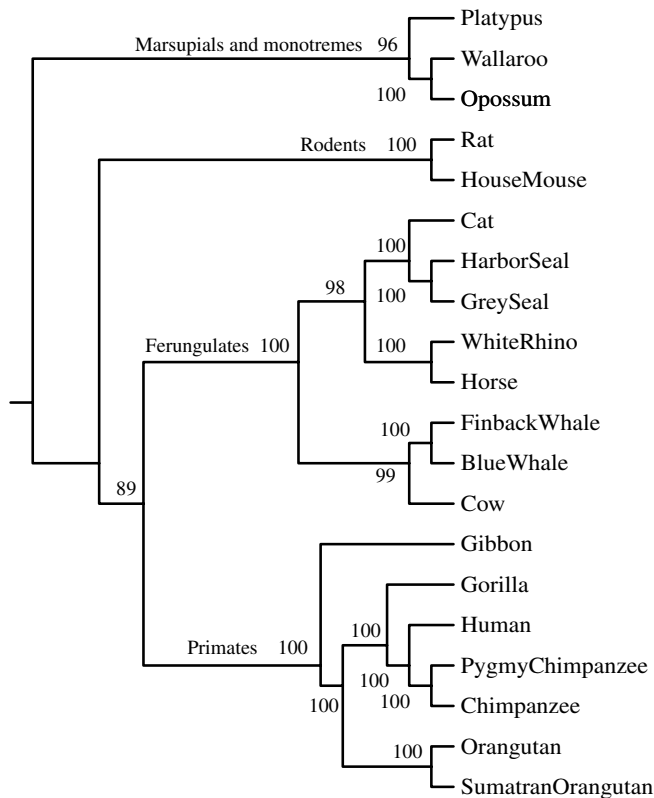 Platypus
Marsupials and monotremes 96
Wallaroo
100
Opossum
Rat
Rodents 100
HouseMouse
Cat
100
HarborSeal
98
100
GreySeal
WhiteRhino
Ferungulates 100
100
Horse
FinbackWhale
100
BlueWhale
99
89
Cow
Gibbon
Gorilla
Human
100
Primates 100
PygmyChimpanzee
100
100
100
Chimpanzee
Orangutan
100
SumatranOrangutan